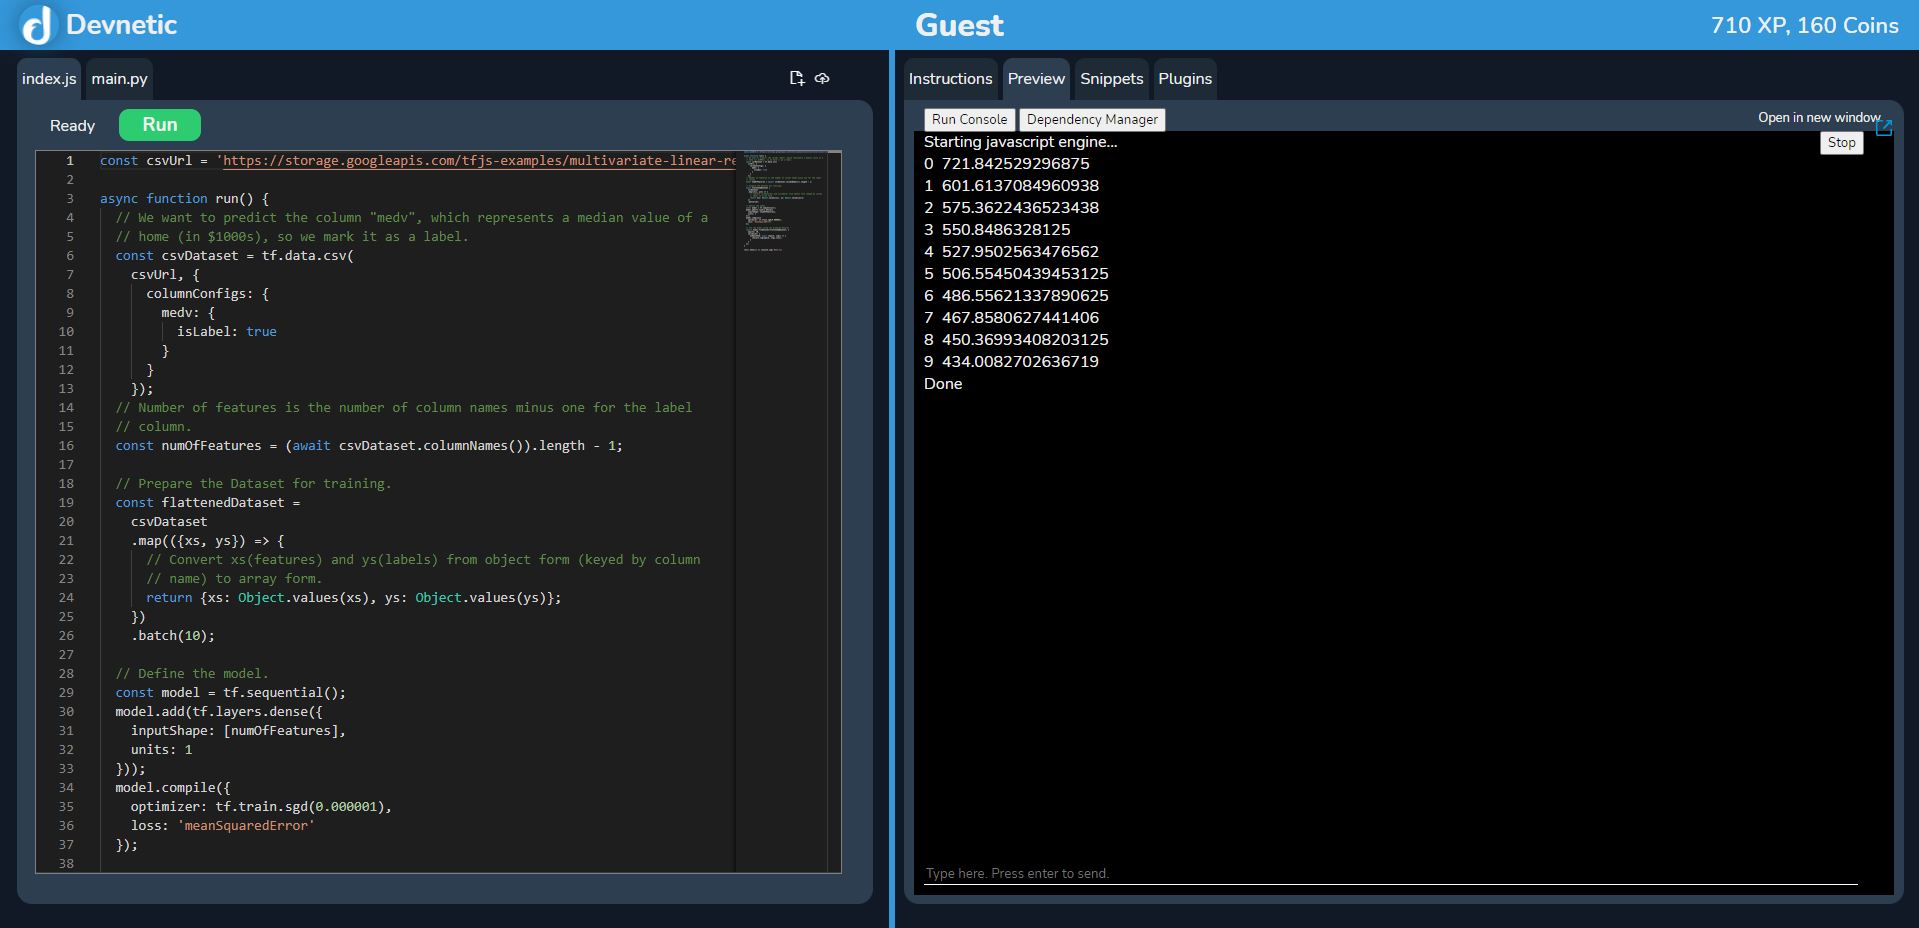 Devnetic
Guest
710 XP, 160 Coins
index.js
main.py
Ready
Run
1 const csvUrl = 'https://storage.googleapis.com/tfjs-examples/multivariate-linear-re
2
3 async function run() {
4 // We want to predict the column "medv", which represents a median value of a
5 // home (in $1000s), so we mark it as a label.
6 const csvDataset = tf.data.csv(
7 csvUrl, {
8 columnConfigs: {
9 medv: {
10 isLabel: true
11 }
12 }
13 });
14 // Number of features is the number of column names minus one for the label
15 // column.
16 const numOfFeatures = (await csvDataset.columnNames()).length - 1;
17
18 // Prepare the Dataset for training.
19 const flattenedDataset =
20 csvDataset
21 .map(({xs, ys}) => {
22 // Convert xs(features) and ys(labels) from object form (keyed by column
23 // name) to array form.
24 return {xs: Object.values(xs), ys: Object.values(ys)};
25 })
26 .batch(10);
27
28 // Define the model.
29 const model = tf.sequential();
30 model.add(tf.layers.dense({
31 inputShape: [numOfFeatures],
32 units: 1
33 }));
34 model.compile({
35 optimizer: tf.train.sgd(0.000001),
36 loss: 'meanSquaredError'
37 });
38
Instructions
Preview
Snippets
Plugins
Run Console
Dependency Manager
Open in new window
Stop
Starting javascript engine...
0 721.842529296875
1 601.6137084960938
2 575.3622436523438
3 550.8486328125
4 527.9502563476562
5 506.55450439453125
6 486.55621337890625
7 467.8580627441406
8 450.36993408203125
9 434.0082702636719
Done
Type here. Press enter to send.